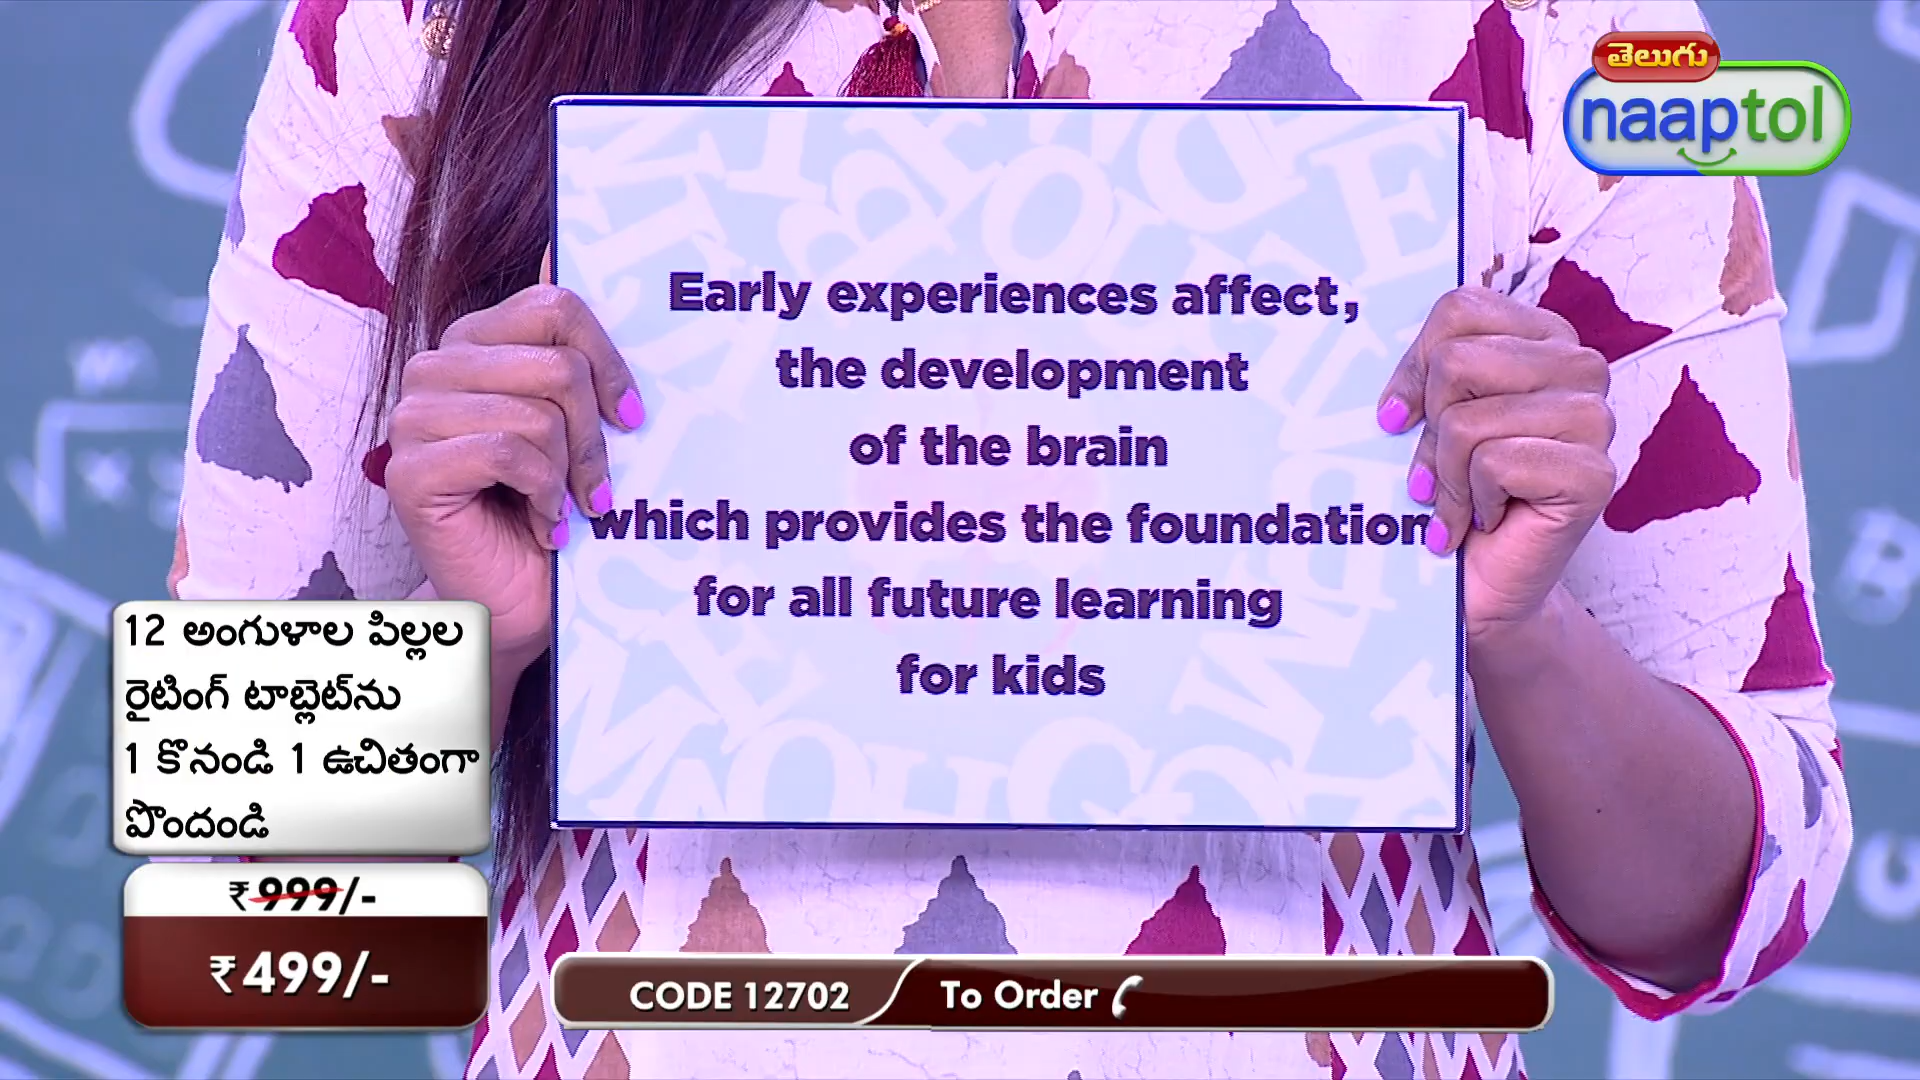 తెలుగు
naaptol
Early experiences affect,
the development
of the brain
which provides the foundation
for all future learning
for kids
12 అంగుళాల పిల్లల
రైటింగ్ టాబ్లెట్‌ను
1 కొనండి 1 ఉచితంగా
పొందండి
₹999/-
₹499/-
CODE 12702 To Order